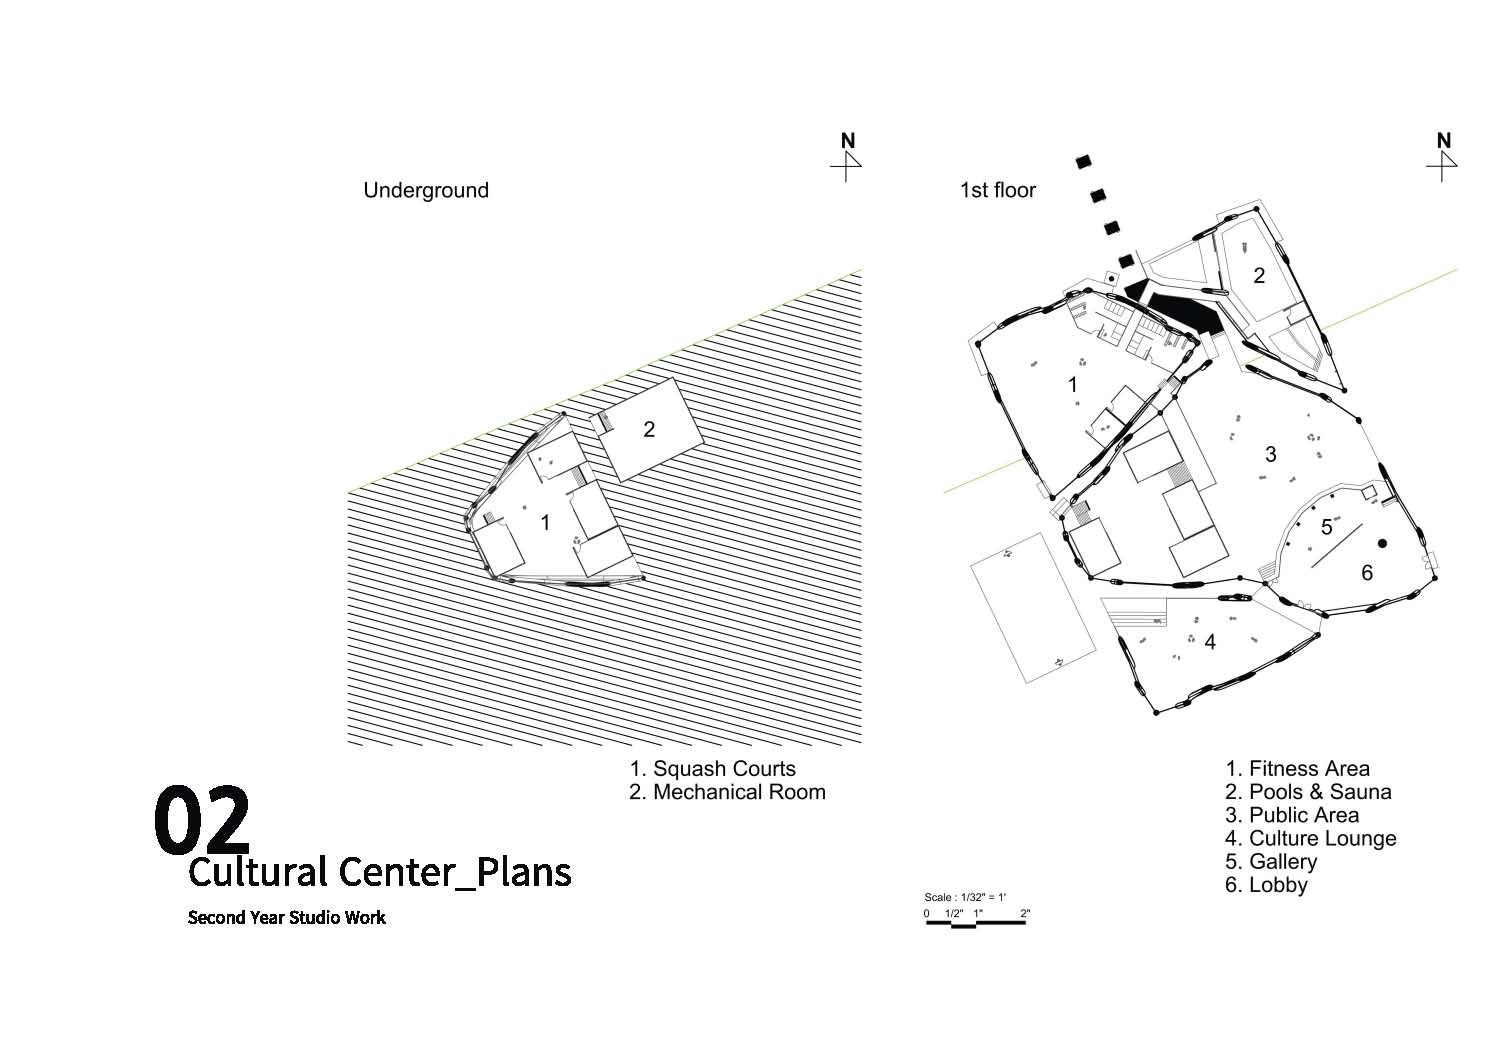 N
Underground
2
1
1. Squash Courts
2. Mechanical Room
N
1st floor
2
1
3
5
6
4
1. Fitness Area
2. Pools & Sauna
3. Public Area
4. Culture Lounge
5. Gallery
6. Lobby
Scale : 1/32" = 1'
0 1/2" 1" 2"
02
Cultural Center_Plans
Second Year Studio Work